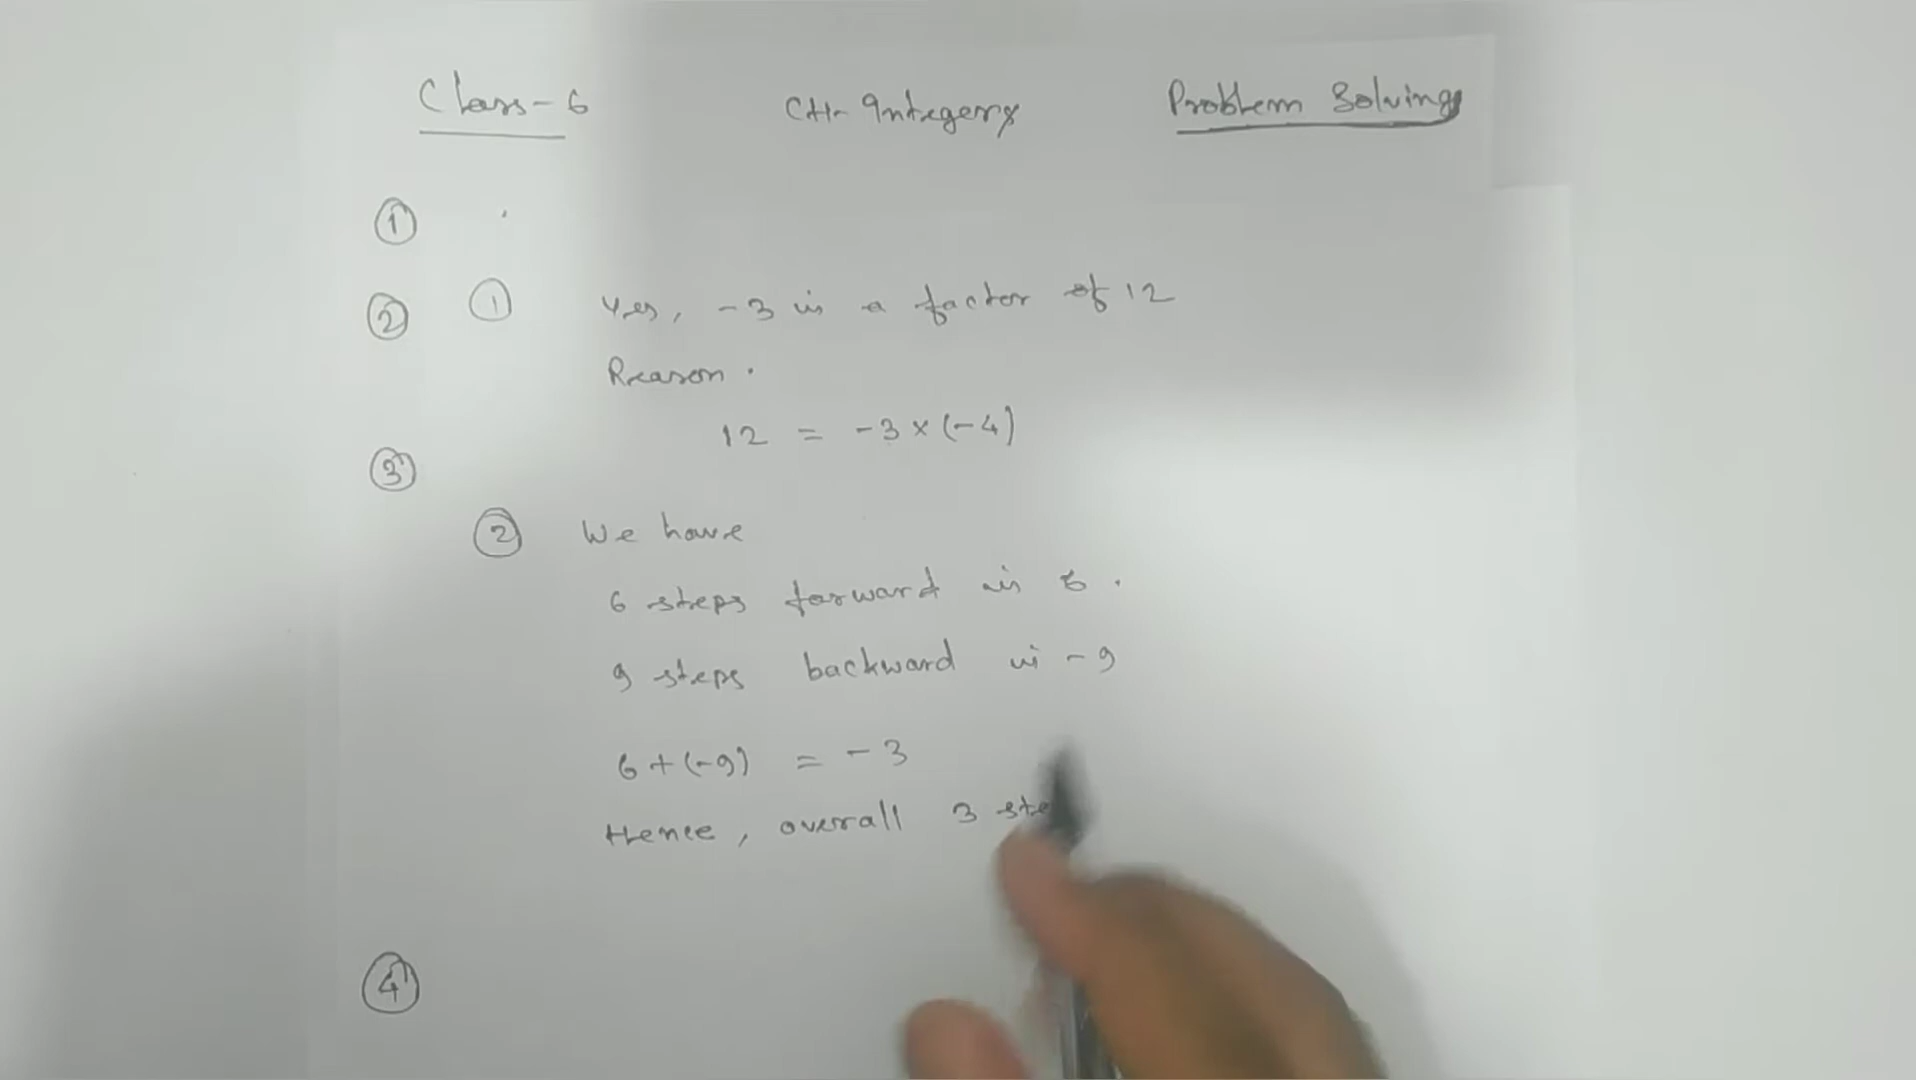 Class-6 CH- Integers Problem Solving
①
② ① Yes, -3 is a factor of 12
Reason.
12 = -3 × (-4)
③
② We have
6 steps forward is 6.
9 steps backward is -9
6 + (-9) = -3
Hence, overall 3 ste
④